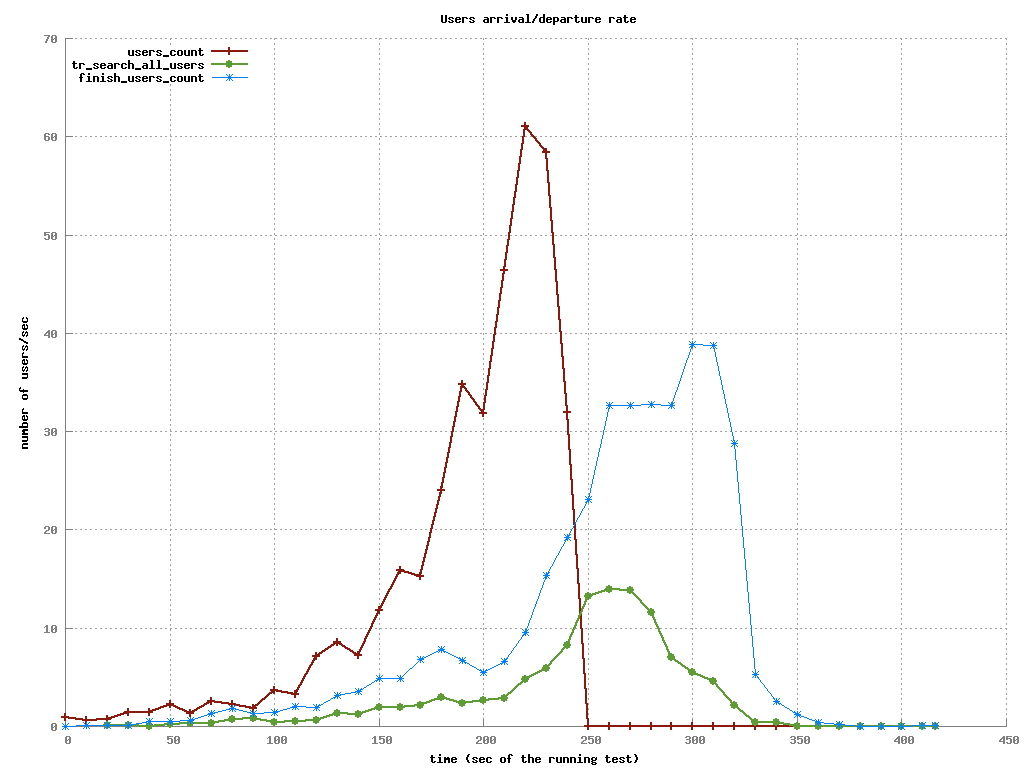 Users arrival/departure rate
70
users_count
tr_search_all_users
finish_users_count
60
50
40
30
20
10
0
number of users/sec
0 50 100 150 200 250 300 350 400 450
time (sec of the running test)